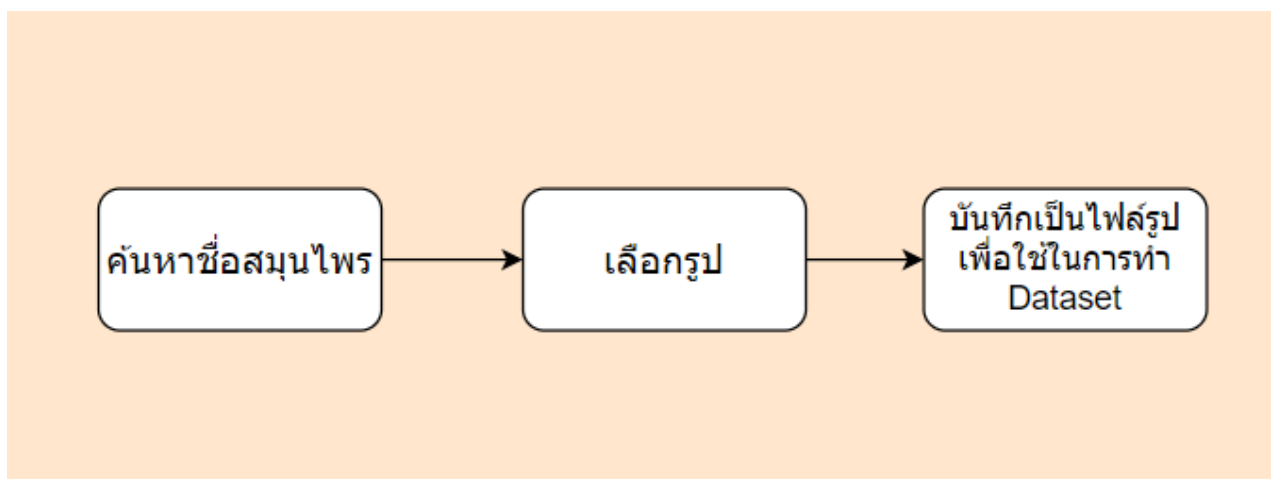 ค้นหาชื่อสมุนไพร
เลือกรูป
บันทึกเป็นไฟล์รูป
เพื่อใช้ในการทำ
Dataset